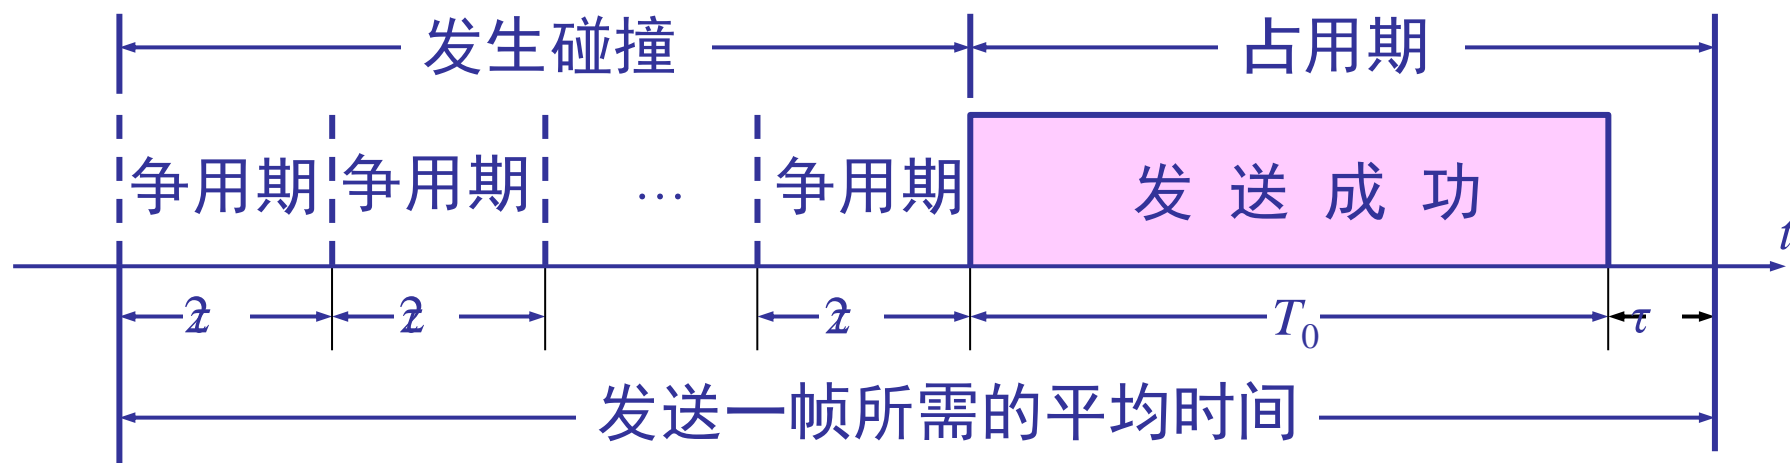 发生碰撞 占用期
争用期 争用期 … 争用期 发送成功
t
2τ 2τ 2τ T₀ τ
发送一帧所需的平均时间